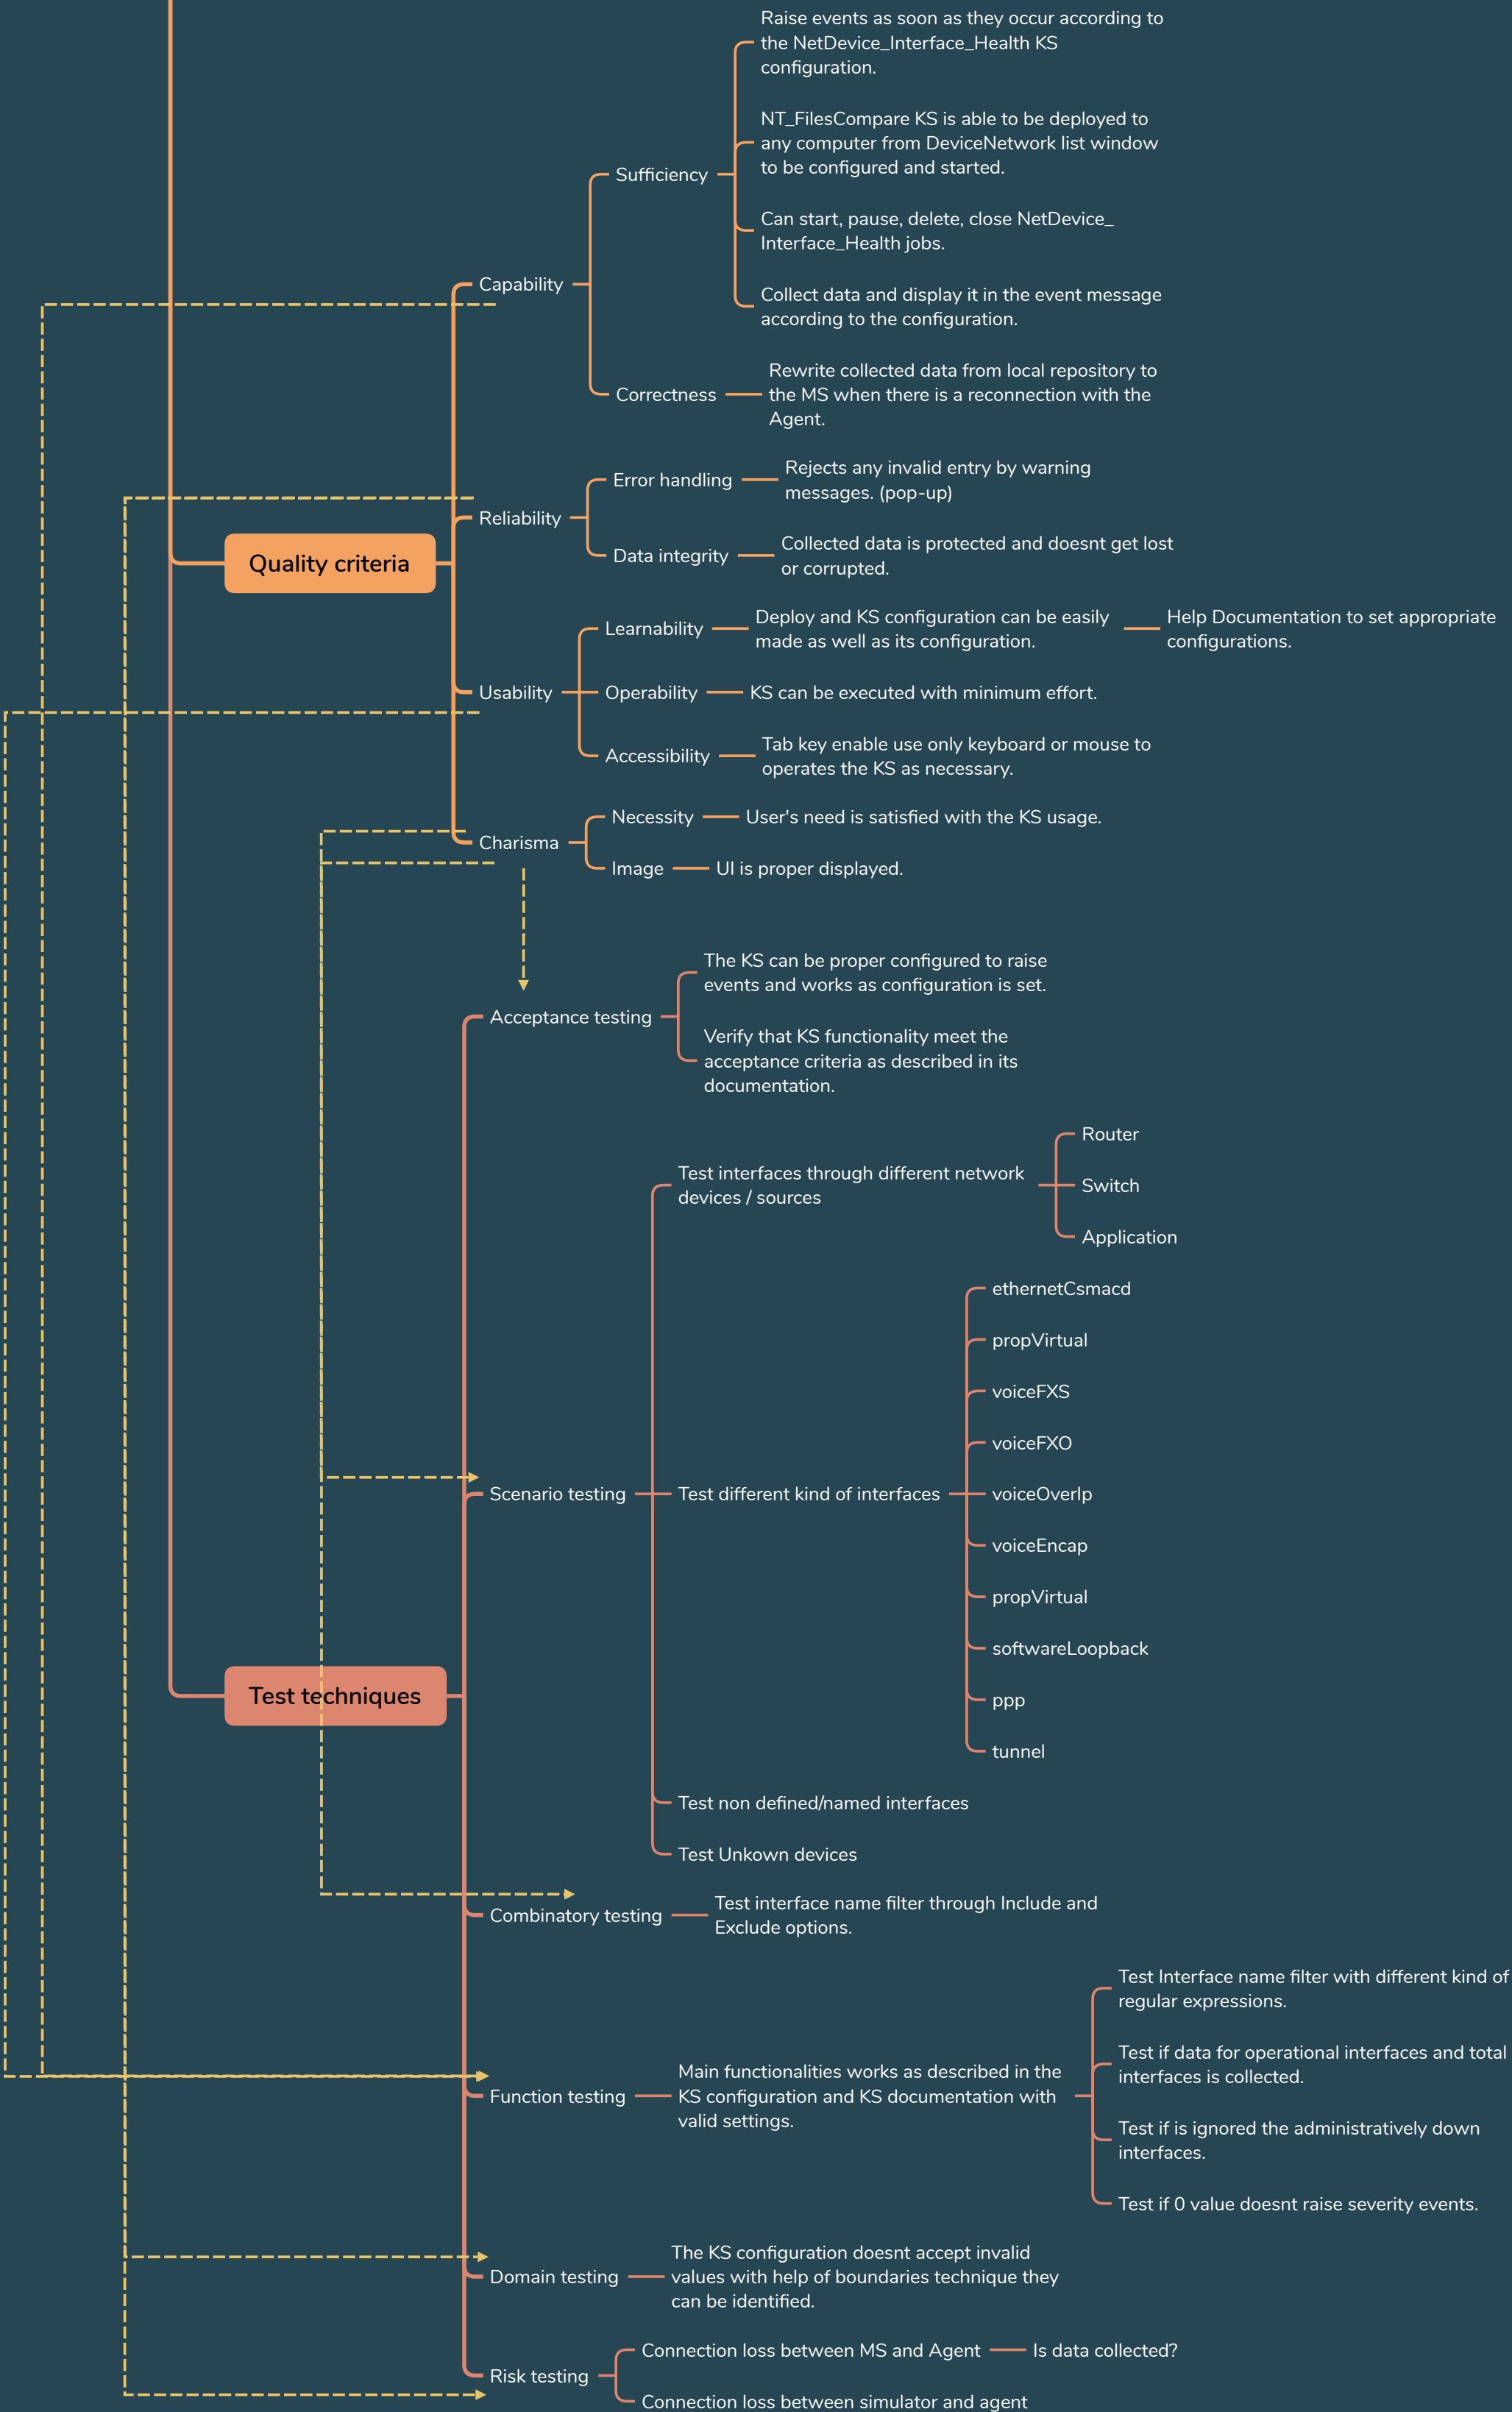 Raise events as soon as they occur according to
the NetDevice_Interface_Health KS
configuration.
NT_FilesCompare KS is able to be deployed to
any computer from DeviceNetwork list window
to be configured and started.
Sufficiency
Can start, pause, delete, close NetDevice_
Interface_Health jobs.
Capability
Collect data and display it in the event message
according to the configuration.
Correctness
Rewrite collected data from local repository to
the MS when there is a reconnection with the
Agent.
Error handling
Rejects any invalid entry by warning
messages. (pop-up)
Reliability
Data integrity
Collected data is protected and doesnt get lost
or corrupted.
Quality criteria
Learnability
Deploy and KS configuration can be easily
made as well as its configuration.
Help Documentation to set appropriate
configurations.
Usability
Operability
KS can be executed with minimum effort.
Accessibility
Tab key enable use only keyboard or mouse to
operates the KS as necessary.
Necessity
User's need is satisfied with the KS usage.
Charisma
Image
UI is proper displayed.
The KS can be proper configured to raise
events and works as configuration is set.
Acceptance testing
Verify that KS functionality meet the
acceptance criteria as described in its
documentation.
Test interfaces through different network
devices / sources
Router
Switch
Application
ethernetCsmacd
propVirtual
voiceFXS
voiceFXO
Scenario testing
Test different kind of interfaces
voiceOverIp
voiceEncap
propVirtual
softwareLoopback
ppp
tunnel
Test techniques
Test non defined/named interfaces
Test Unkown devices
Combinatory testing
Test interface name filter through Include and
Exclude options.
Function testing
Main functionalities works as described in the
KS configuration and KS documentation with
valid settings.
Test Interface name filter with different kind of
regular expressions.
Test if data for operational interfaces and total
interfaces is collected.
Test if is ignored the administratively down
interfaces.
Test if 0 value doesnt raise severity events.
Domain testing
The KS configuration doesnt accept invalid
values with help of boundaries technique they
can be identified.
Risk testing
Connection loss between MS and Agent
Is data collected?
Connection loss between simulator and agent